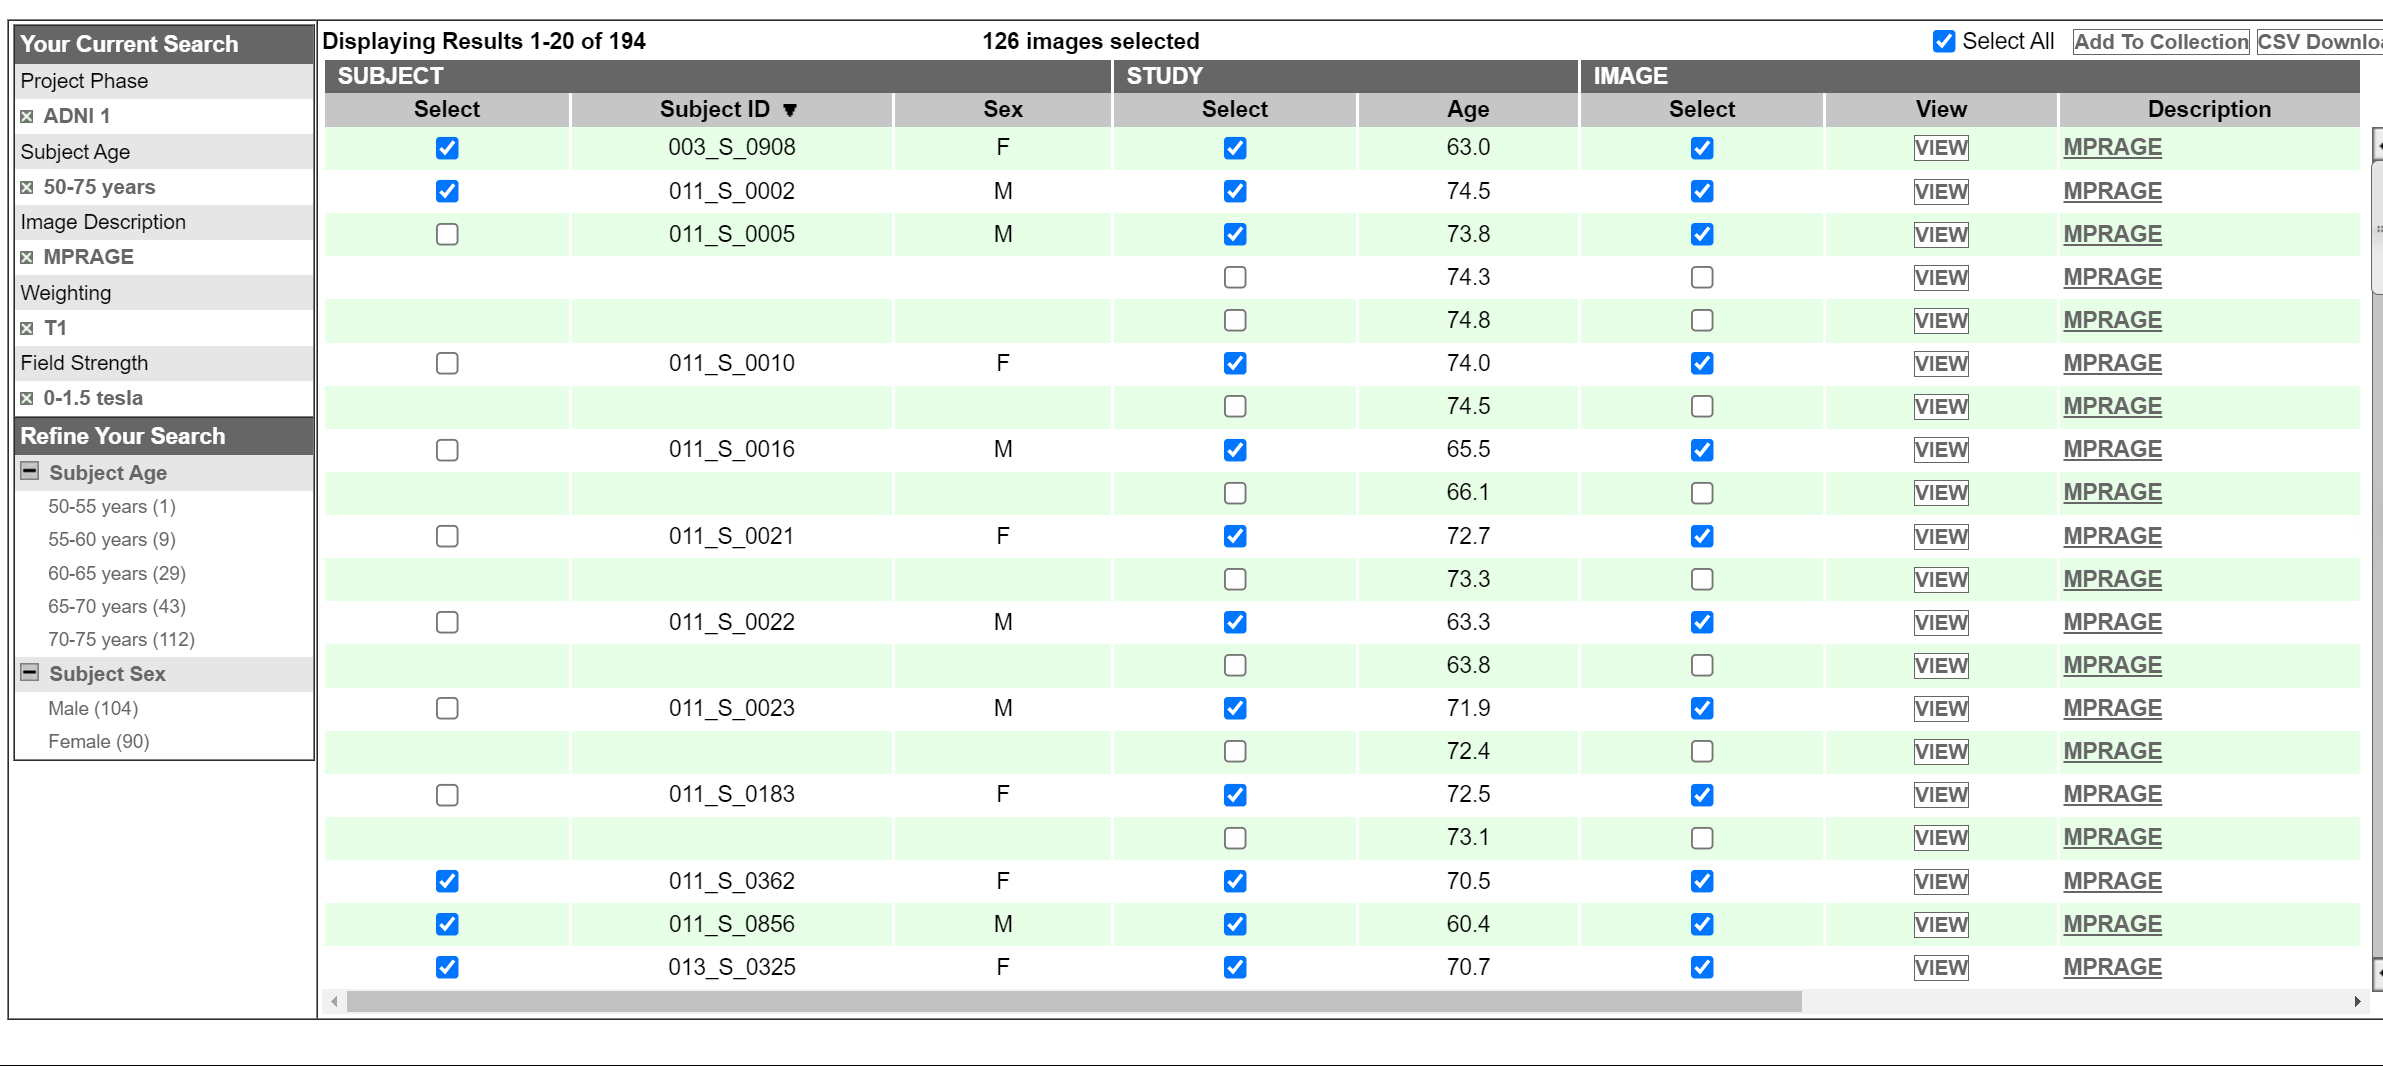 Your Current Search
Project Phase
ADNI 1
Subject Age
50-75 years
Image Description
MPRAGE
Weighting
T1
Field Strength
0-1.5 tesla
Refine Your Search
Subject Age
50-55 years (1)
55-60 years (9)
60-65 years (29)
65-70 years (43)
70-75 years (112)
Subject Sex
Male (104)
Female (90)
Displaying Results 1-20 of 194 126 images selected Select All Add To Collection CSV Downloa
SUBJECT STUDY IMAGE
Select Subject ID ▼ Sex Select Age Select View Description
003_S_0908 F 63.0 VIEW MPRAGE
011_S_0002 M 74.5 VIEW MPRAGE
011_S_0005 M 73.8 VIEW MPRAGE
74.3 VIEW MPRAGE
74.8 VIEW MPRAGE
011_S_0010 F 74.0 VIEW MPRAGE
74.5 VIEW MPRAGE
011_S_0016 M 65.5 VIEW MPRAGE
66.1 VIEW MPRAGE
011_S_0021 F 72.7 VIEW MPRAGE
73.3 VIEW MPRAGE
011_S_0022 M 63.3 VIEW MPRAGE
63.8 VIEW MPRAGE
011_S_0023 M 71.9 VIEW MPRAGE
72.4 VIEW MPRAGE
011_S_0183 F 72.5 VIEW MPRAGE
73.1 VIEW MPRAGE
011_S_0362 F 70.5 VIEW MPRAGE
011_S_0856 M 60.4 VIEW MPRAGE
013_S_0325 F 70.7 VIEW MPRAGE